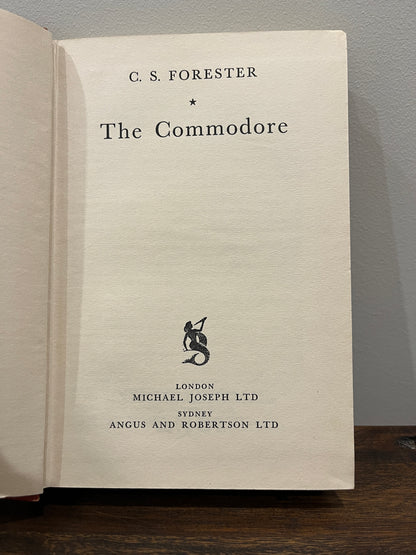 C. S. FORESTER
★
The Commodore
LONDON
MICHAEL JOSEPH LTD
SYDNEY
ANGUS AND ROBERTSON LTD